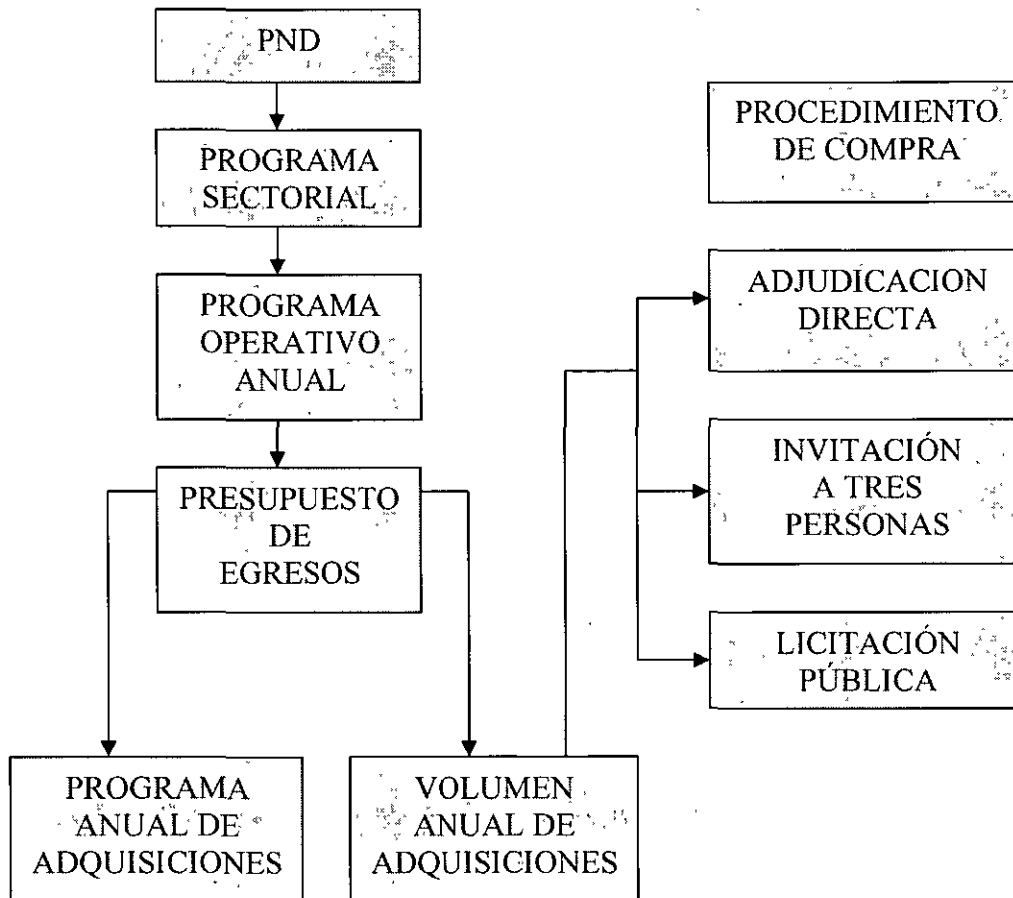 PND
PROGRAMA
SECTORIAL
PROGRAMA
OPERATIVO
ANUAL
PRESUPUESTO
DE
EGRESOS
PROGRAMA
ANUAL DE
ADQUISICIONES
VOLUMEN
ANUAL DE
ADQUISICIONES
PROCEDIMIENTO
DE COMPRA
ADJUDICACION
DIRECTA
INVITACIÓN
A TRES
PERSONAS
LICITACIÓN
PÚBLICA